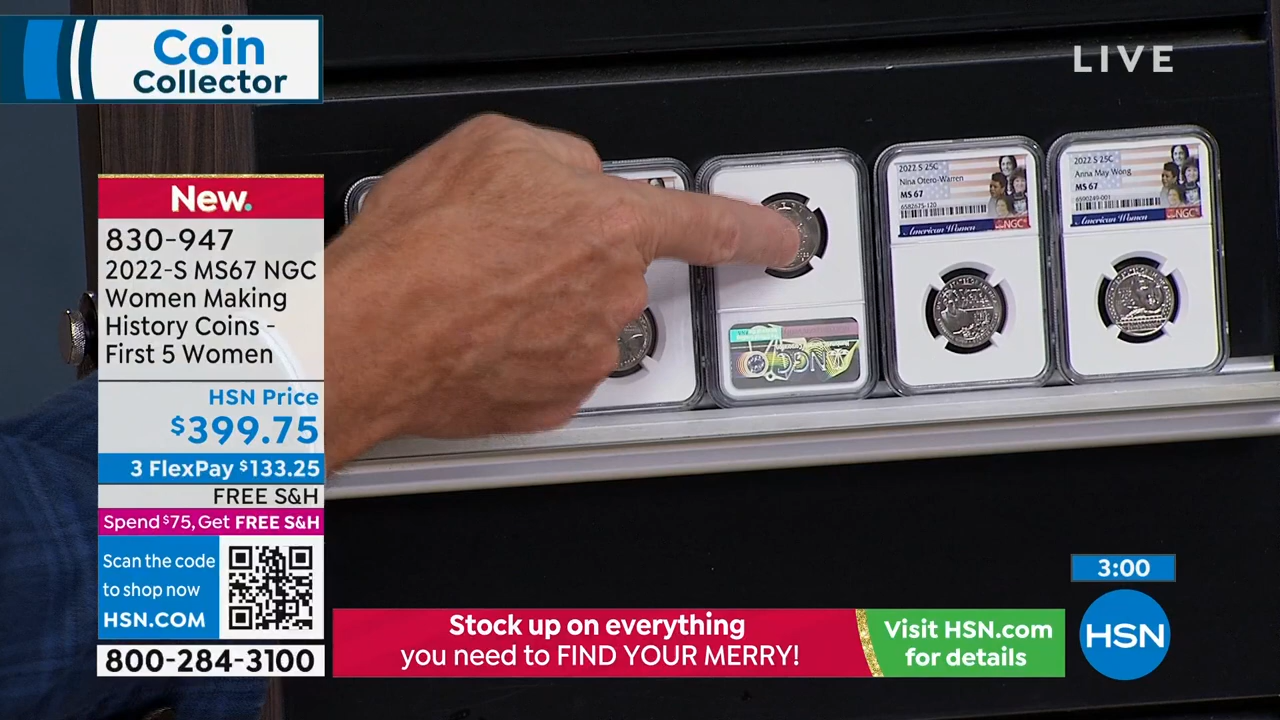 Coin
Collector
LIVE
New.
830-947
2022-S MS67 NGC
Women Making
History Coins -
First 5 Women
HSN Price
$399.75
3 FlexPay $133.25
FREE S&H
Spend $75, Get FREE S&H
Scan the code
to shop now
HSN.COM
800-284-3100
2022 S 25C
Nina Otero-Warren
MS 67
6582675-120
American Women
NGC
2022 S 25C
Anna May Wong
MS 67
6590249-001
American Women
NGC
NGC
Stock up on everything
you need to FIND YOUR MERRY!
Visit HSN.com
for details
3:00
HSN